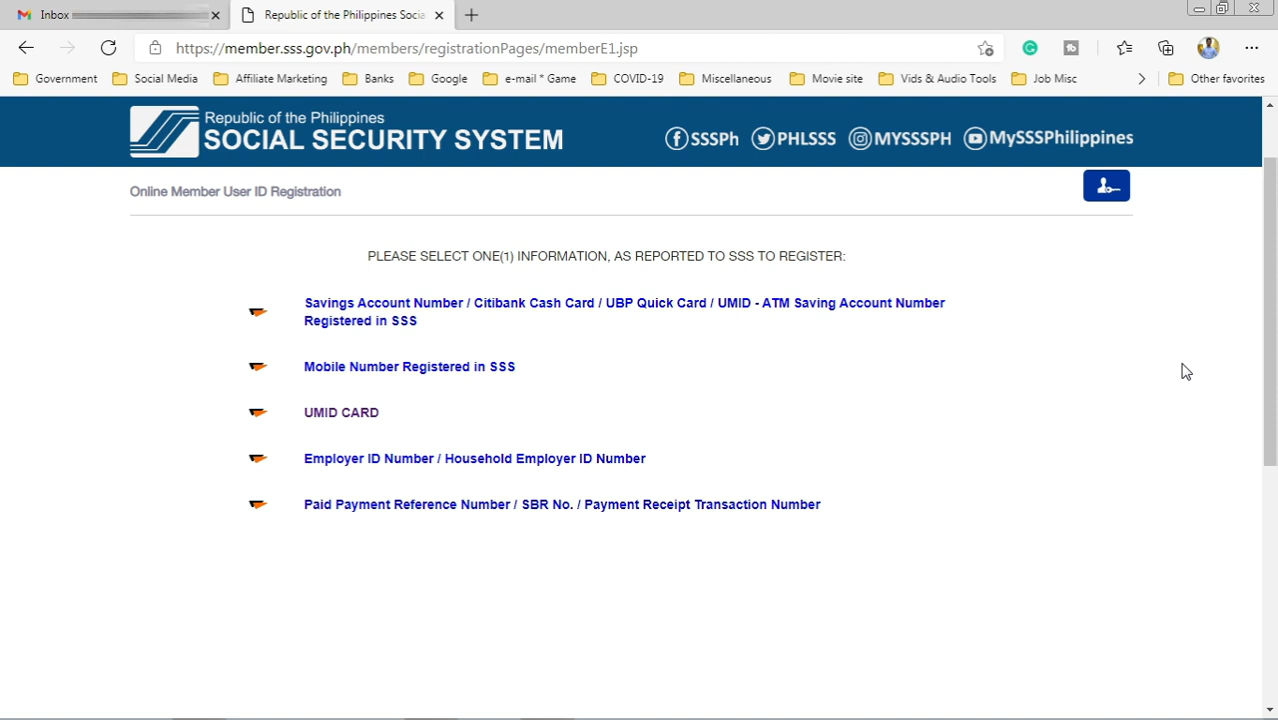 Inbox
Republic of the Philippines Socia
https://member.sss.gov.ph/members/registrationPages/memberE1.jsp
Government Social Media Affiliate Marketing Banks Google e-mail * Game COVID-19 Miscellaneous Movie site Vids & Audio Tools Job Misc Other favorites
Republic of the Philippines
SOCIAL SECURITY SYSTEM
SSSPh PHLSSS MYSSSPH MySSSPhilippines
Online Member User ID Registration
PLEASE SELECT ONE(1) INFORMATION, AS REPORTED TO SSS TO REGISTER:
Savings Account Number / Citibank Cash Card / UBP Quick Card / UMID - ATM Saving Account Number
Registered in SSS
Mobile Number Registered in SSS
UMID CARD
Employer ID Number / Household Employer ID Number
Paid Payment Reference Number / SBR No. / Payment Receipt Transaction Number